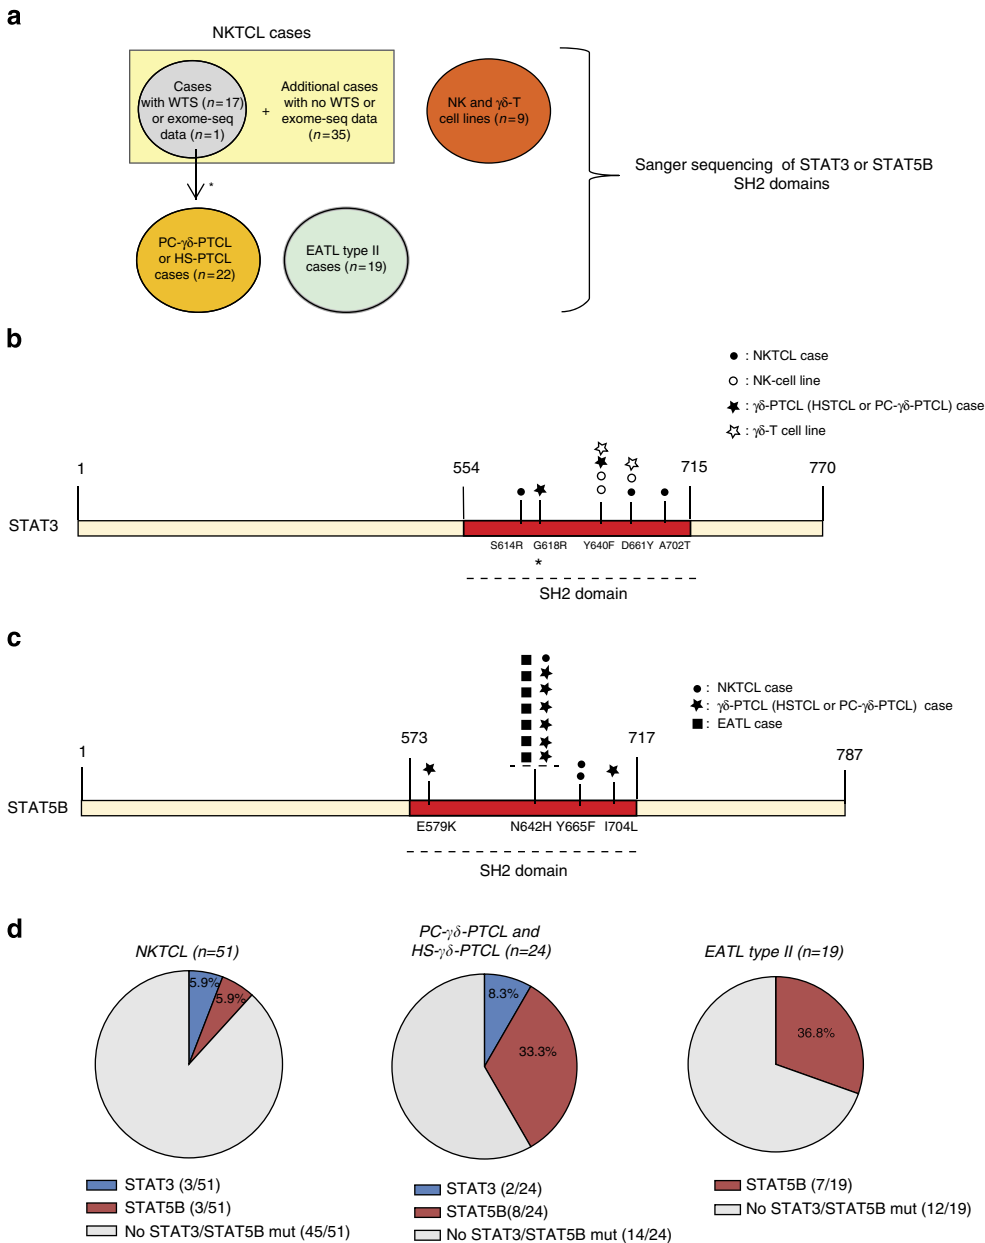 a
NKTCL cases
Cases
with WTS (n=17)
or exome-seq
data (n=1)
+
Additional cases
with no WTS or
exome-seq data
(n=35)
NK and γδ-T
cell lines (n=9)
*
PC-γδ-PTCL
or HS-PTCL
cases (n=22)
EATL type II
cases (n=19)
Sanger sequencing of STAT3 or STAT5B
SH2 domains
b
: NKTCL case
: NK-cell line
: γδ-PTCL (HSTCL or PC-γδ-PTCL) case
: γδ-T cell line
1
554
715
770
STAT3
S614R
G618R
Y640F
D661Y
A702T
*
SH2 domain
c
: NKTCL case
: γδ-PTCL (HSTCL or PC-γδ-PTCL) case
: EATL case
1
573
717
787
STAT5B
E579K
N642H
Y665F
I704L
SH2 domain
d
NKTCL (n=51)
5.9%
5.9%
STAT3 (3/51)
STAT5B (3/51)
No STAT3/STAT5B mut (45/51)
PC-γδ-PTCL and
HS-γδ-PTCL (n=24)
8.3%
33.3%
STAT3 (2/24)
STAT5B(8/24)
No STAT3/STAT5B mut (14/24)
EATL type II (n=19)
36.8%
STAT5B (7/19)
No STAT3/STAT5B mut (12/19)